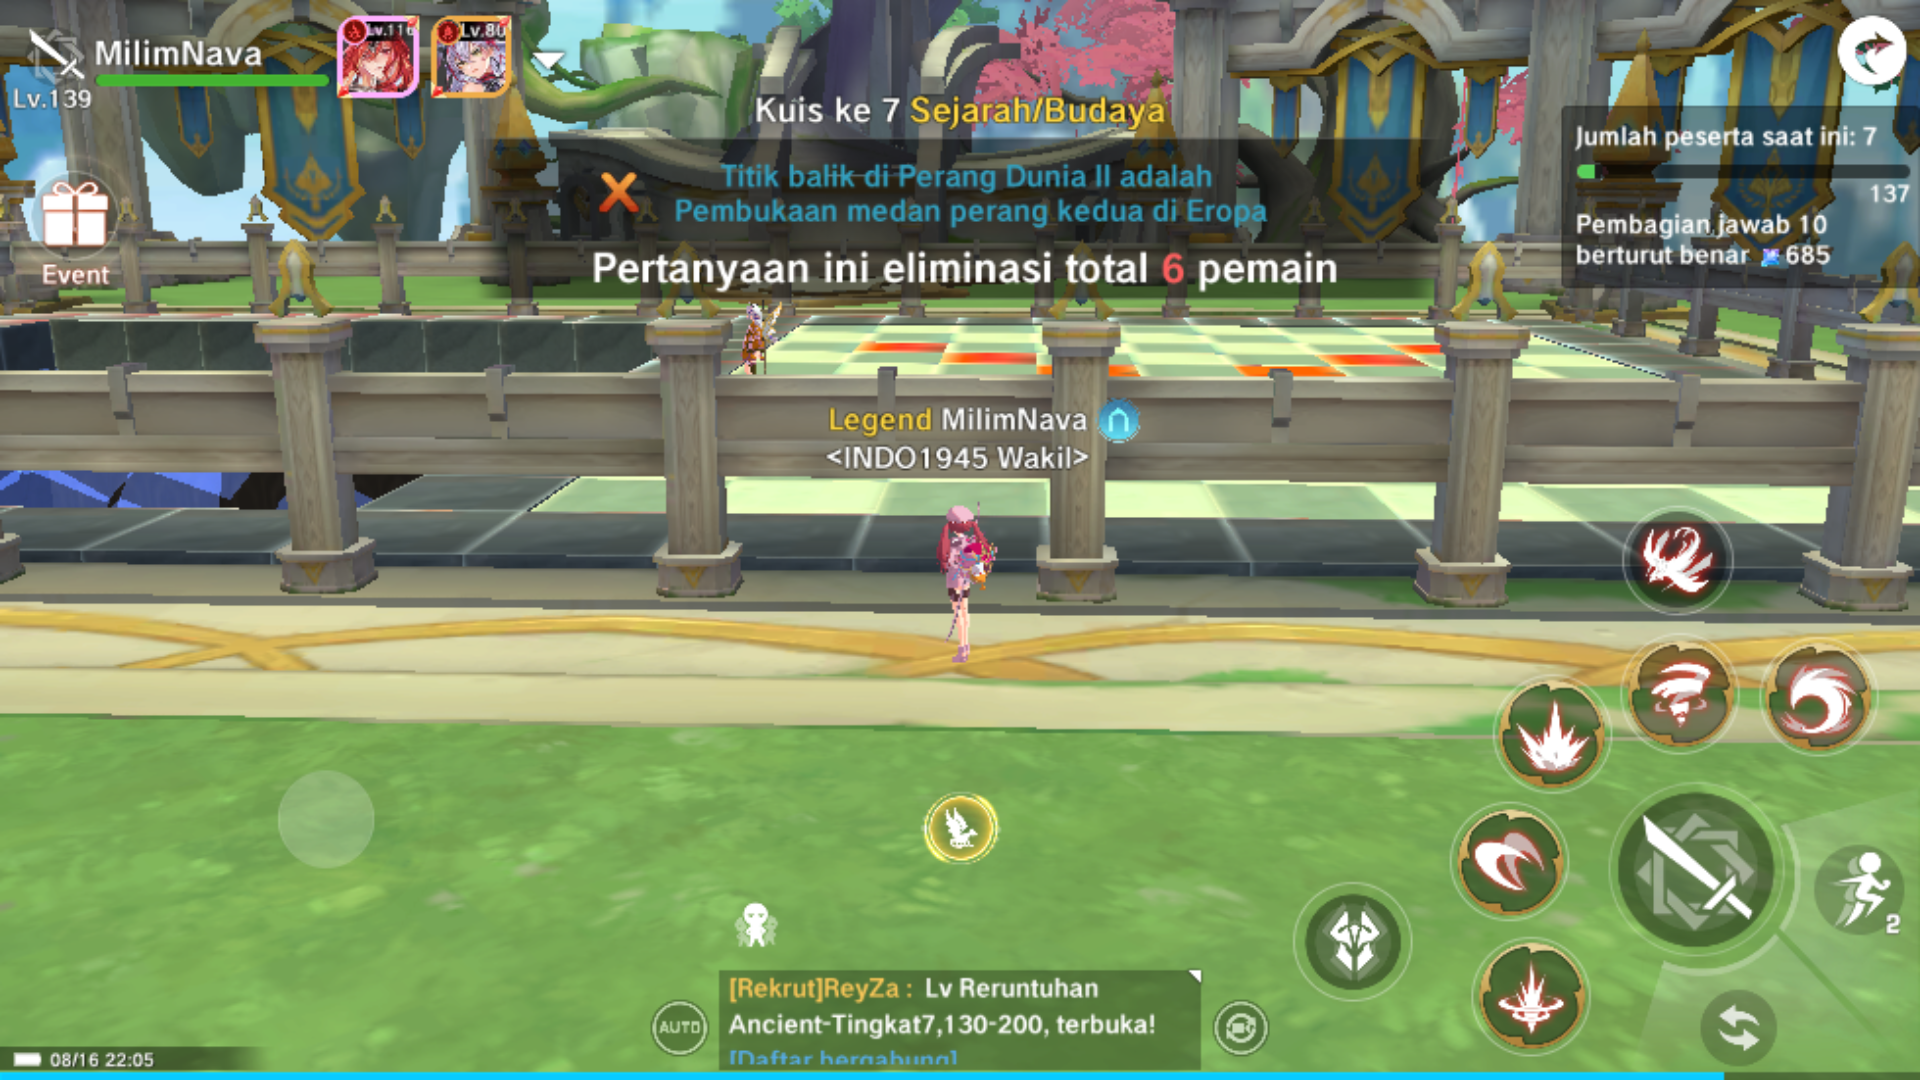 MilimNava
Lv.139
Lv.116
Lv.80
Kuis ke 7 Sejarah/Budaya
Titik balik di Perang Dunia II adalah
Pembukaan medan perang kedua di Eropa
Pertanyaan ini eliminasi total 6 pemain
Jumlah peserta saat ini: 7
137
Pembagian jawab 10
berturut benar 685
Event
Legend MilimNava
<INDO1945 Wakil>
2
[Rekrut]ReyZa : Lv Reruntuhan
Ancient-Tingkat7,130-200, terbuka!
[Daftar bergabung]
AUTO
08/16 22:05